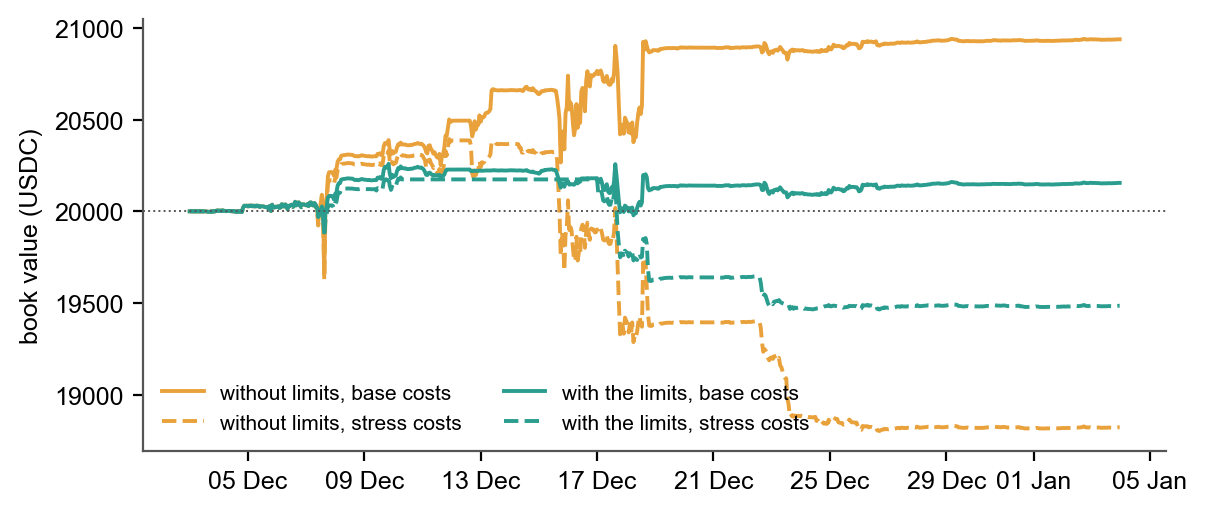 21000
20500
20000
19500
19000
book value (USDC)
without limits, base costs
with the limits, base costs
without limits, stress costs
with the limits, stress costs
05 Dec 09 Dec 13 Dec 17 Dec 21 Dec 25 Dec 29 Dec 01 Jan 05 Jan